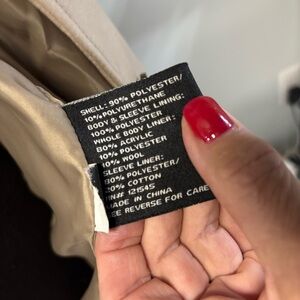 SHELL: 90% POLYESTER/
10% POLYURETHANE
BODY & SLEEVE LINING:
100% POLYESTER
WHOLE BODY LINER:
80% ACRYLIC
10% POLYESTER
10% WOOL
SLEEVE LINER:
80% POLYESTER/
20% COTTON
RN# 121545
MADE IN CHINA
SEE REVERSE FOR CARE